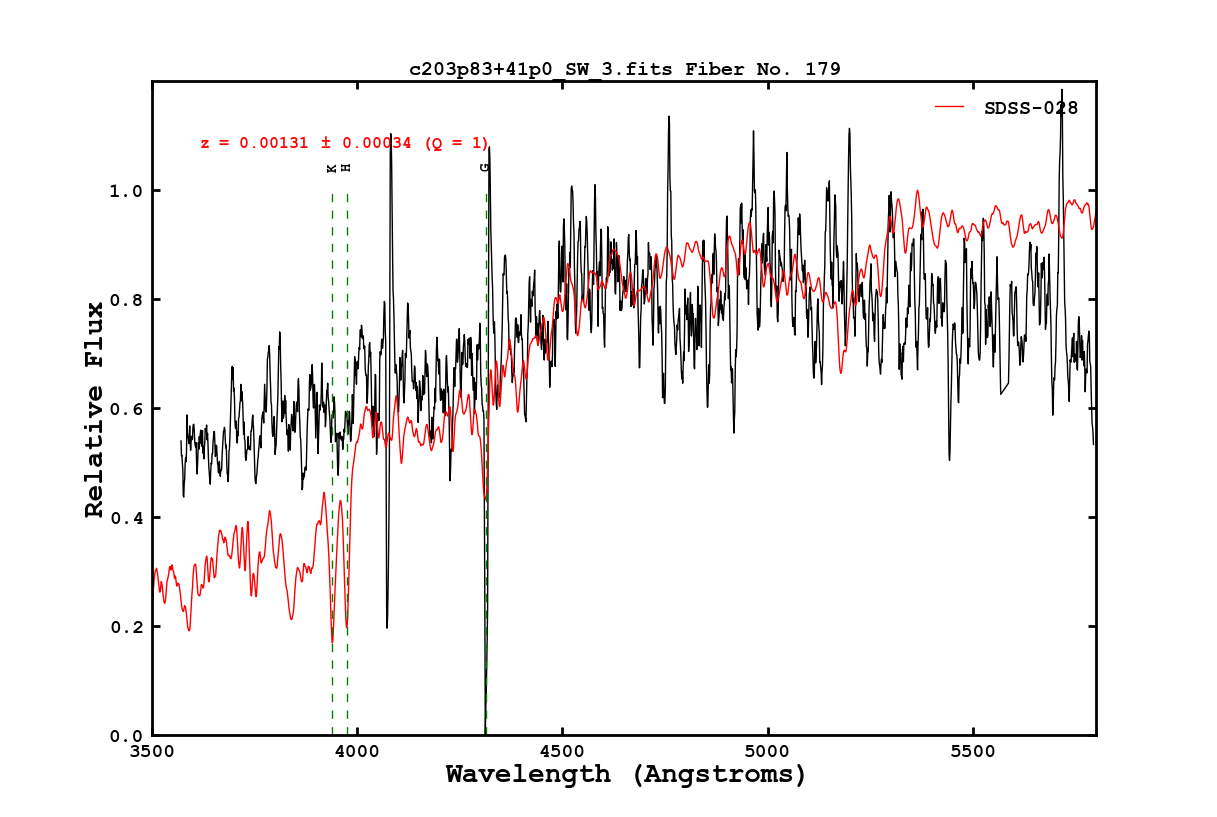 c203p83+41p0_SW_3.fits Fiber No. 179
SDSS-028
z = 0.00131 ± 0.00034 (Q = 1)
K H G
1.0
0.8
0.6
0.4
0.2
0.0
Relative Flux
3500 4000 4500 5000 5500
Wavelength (Angstroms)